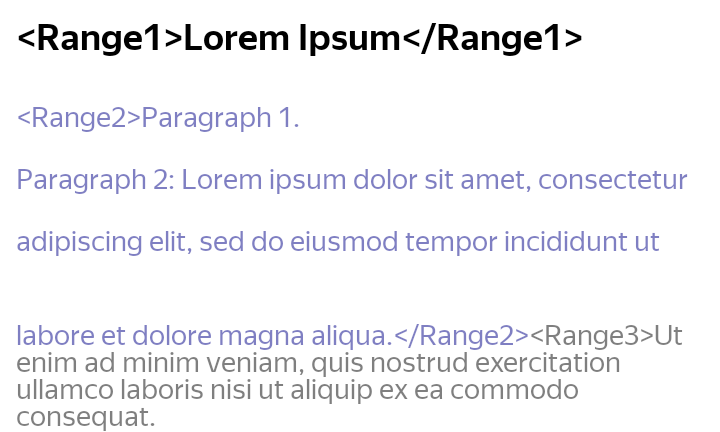 <Range1>Lorem Ipsum</Range1>
<Range2>Paragraph 1.
Paragraph 2: Lorem ipsum dolor sit amet, consectetur
adipiscing elit, sed do eiusmod tempor incididunt ut
labore et dolore magna aliqua.</Range2><Range3>Ut
enim ad minim veniam, quis nostrud exercitation
ullamco laboris nisi ut aliquip ex ea commodo
consequat.